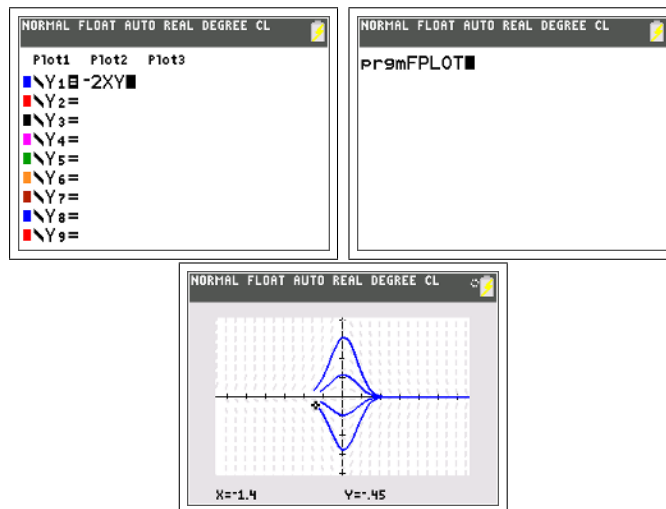 NORMAL FLOAT AUTO REAL DEGREE CL
Plot1 Plot2 Plot3
\Y₁=-2XY
\Y₂=
\Y₃=
\Y₄=
\Y₅=
\Y₆=
\Y₇=
\Y₈=
\Y₉=
NORMAL FLOAT AUTO REAL DEGREE CL
prgmFPLOT
NORMAL FLOAT AUTO REAL DEGREE CL
X=-1.4 Y=-.45